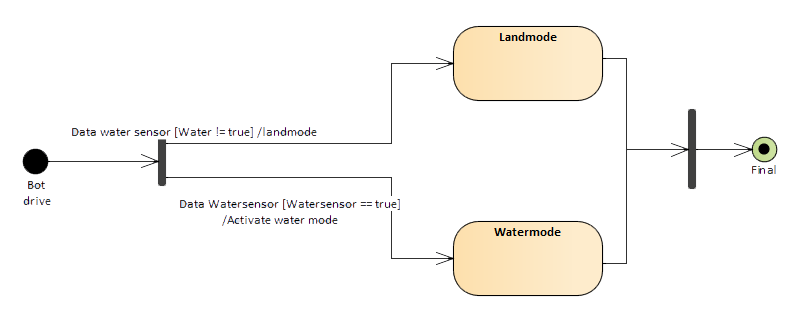 Landmode
Data water sensor [Water != true] /landmode
Bot
drive
Final
Data Watersensor [Watersensor == true]
/Activate water mode
Watermode